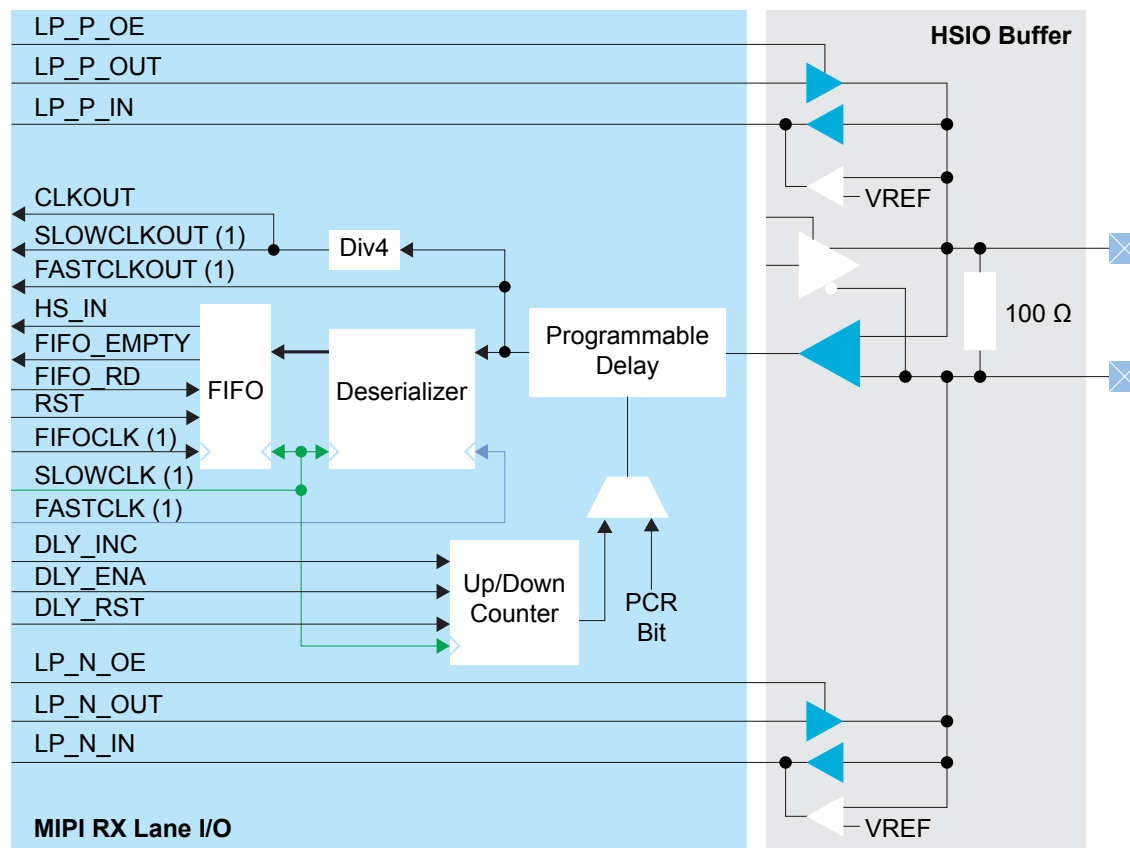 LP_P_OE
HSIO Buffer
LP_P_OUT
LP_P_IN
VREF
CLKOUT
SLOWCLKOUT (1)
Div4
FASTCLKOUT (1)
HS_IN
FIFO_EMPTY
FIFO_RD
RST
FIFOCLK (1)
SLOWCLK (1)
FASTCLK (1)
FIFO
Deserializer
Programmable
Delay
100 Ω
DLY_INC
DLY_ENA
DLY_RST
Up/Down
Counter
PCR
Bit
LP_N_OE
LP_N_OUT
LP_N_IN
VREF
MIPI RX Lane I/O